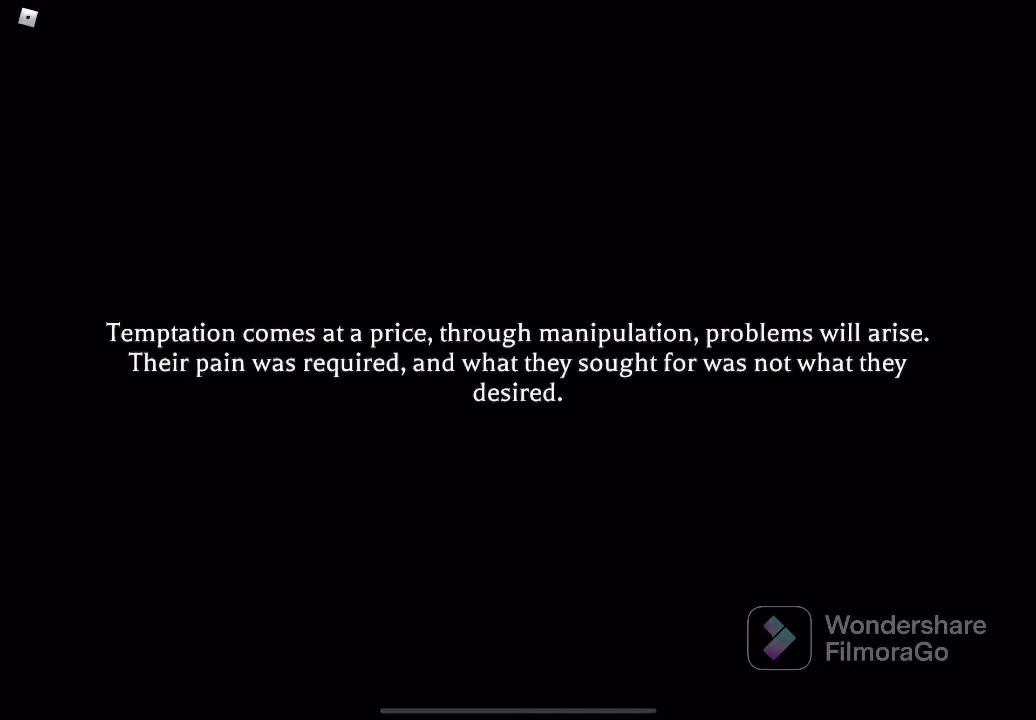 Temptation comes at a price, through manipulation, problems will arise.
Their pain was required, and what they sought for was not what they
desired.
Wondershare
FilmoraGo